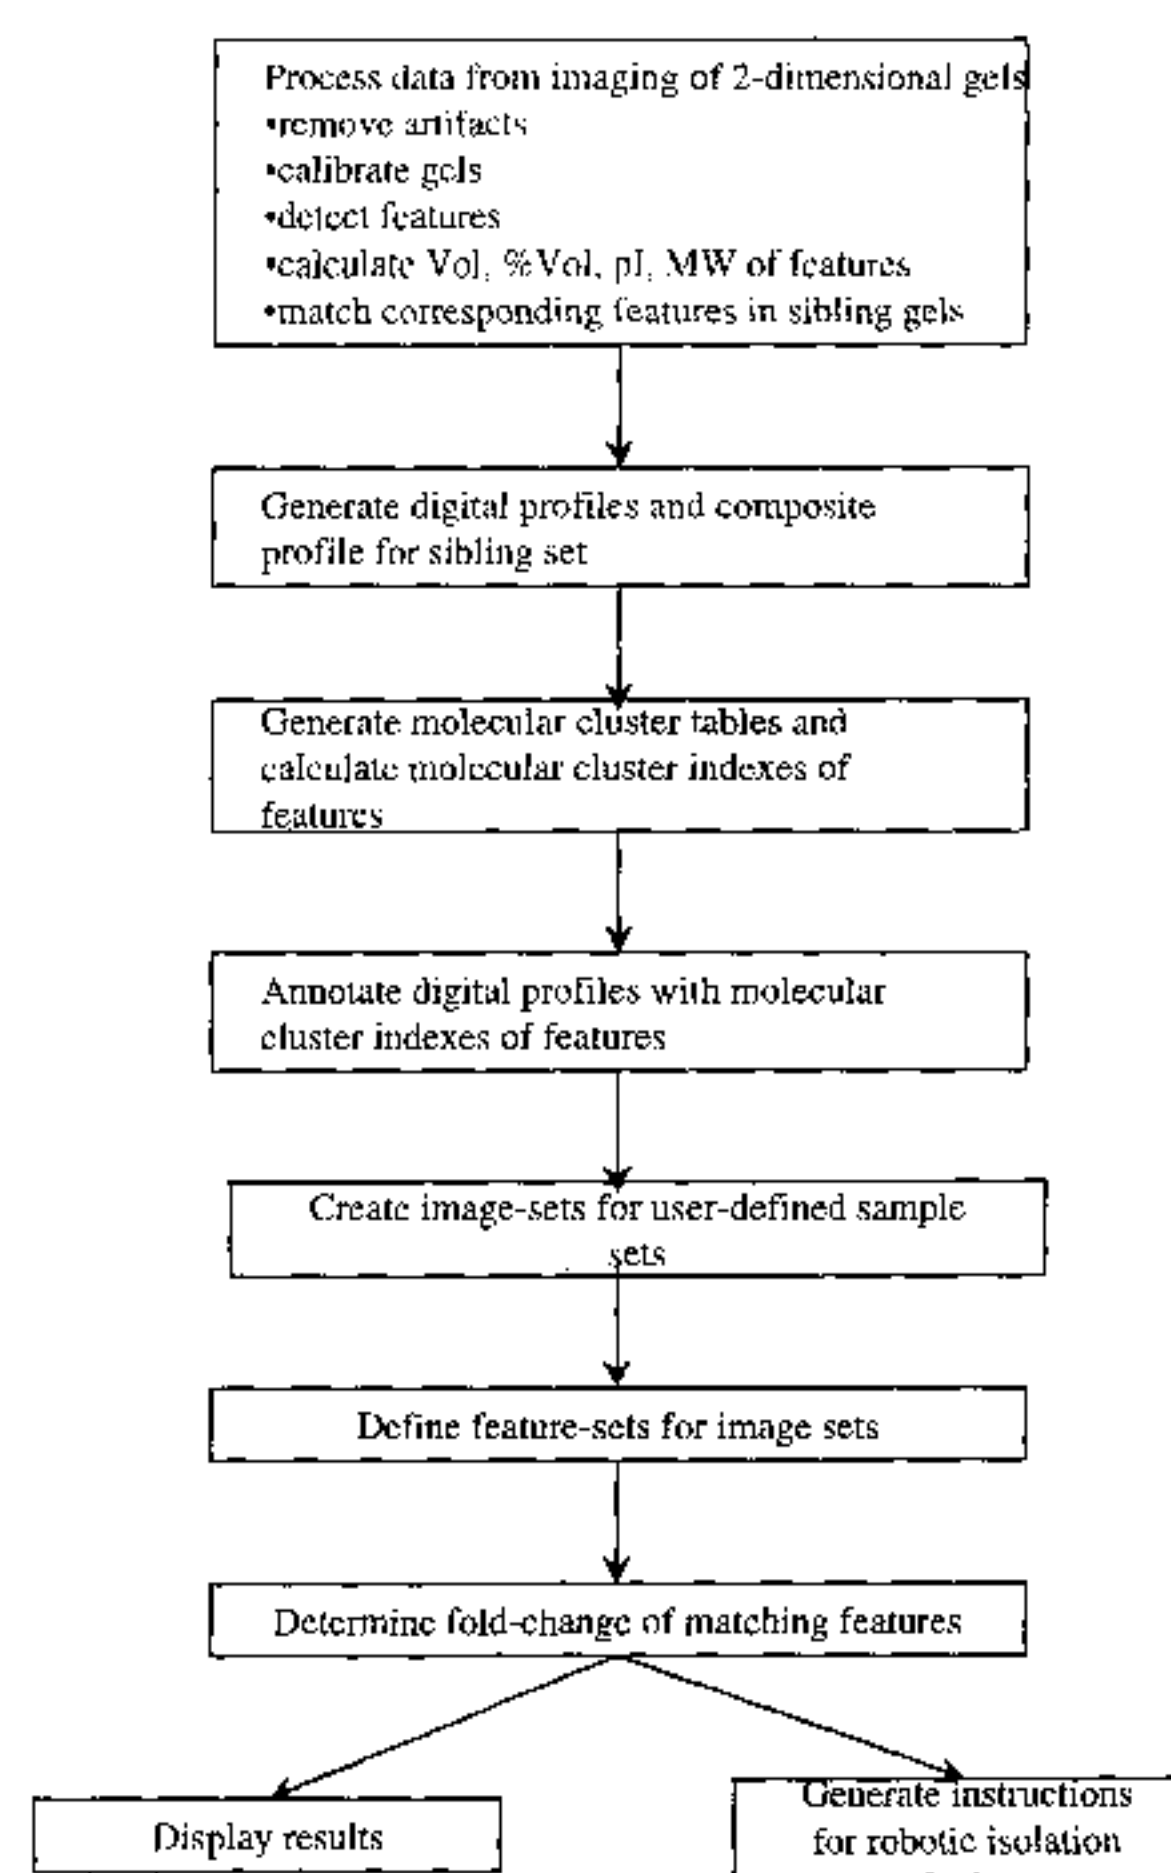 Process data from imaging of 2-dimensional gels
•remove artifacts
•calibrate gels
•detect features
•calculate Vol, %Vol, pI, MW of features
•match corresponding features in sibling gels
Generate digital profiles and composite
profile for sibling set
Generate molecular cluster tables and
calculate molecular cluster indexes of
features
Annotate digital profiles with molecular
cluster indexes of features
Create image-sets for user-defined sample
sets
Define feature-sets for image sets
Determine fold-change of matching features
Display results
Generate instructions
for robotic isolation